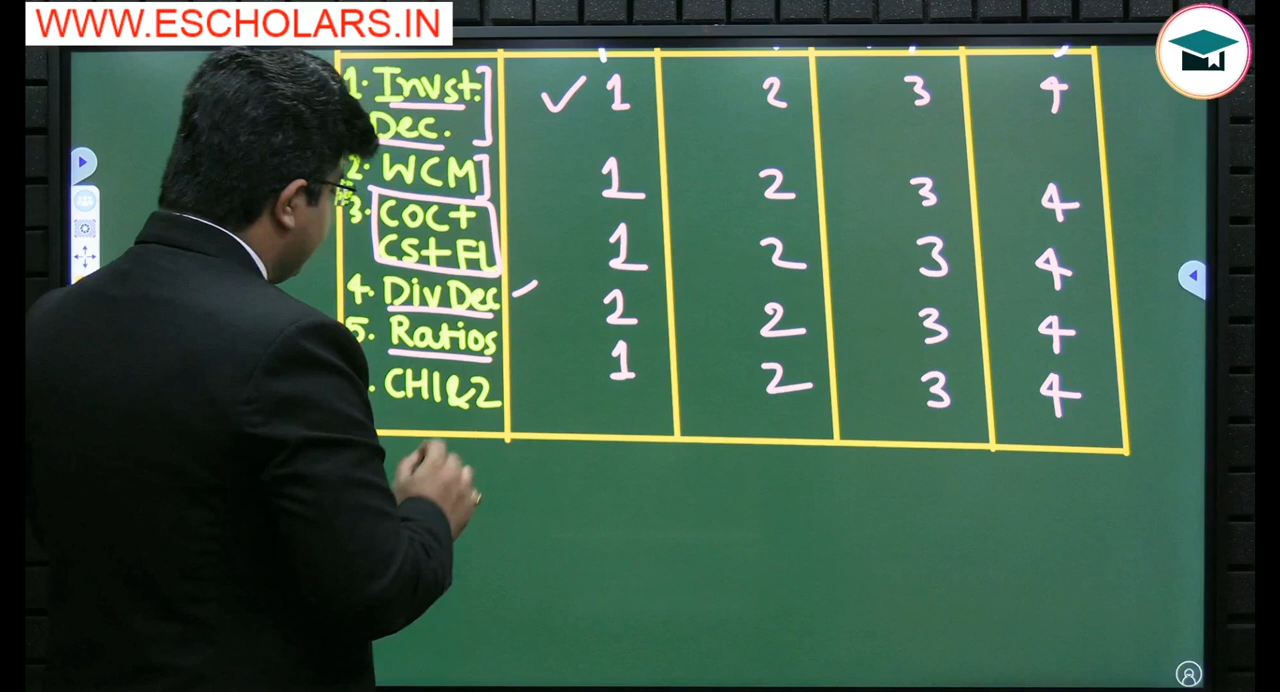 WWW.ESCHOLARS.IN
1. Invst. ✓ 1 2 3 4
Dec.
2. WCM 1 2 3 4
3. COC+ 1 2 3 4
CS+FL
4. Div Dec 2 2 3 4
5. Ratios 1 2 3 4
. CH1&2